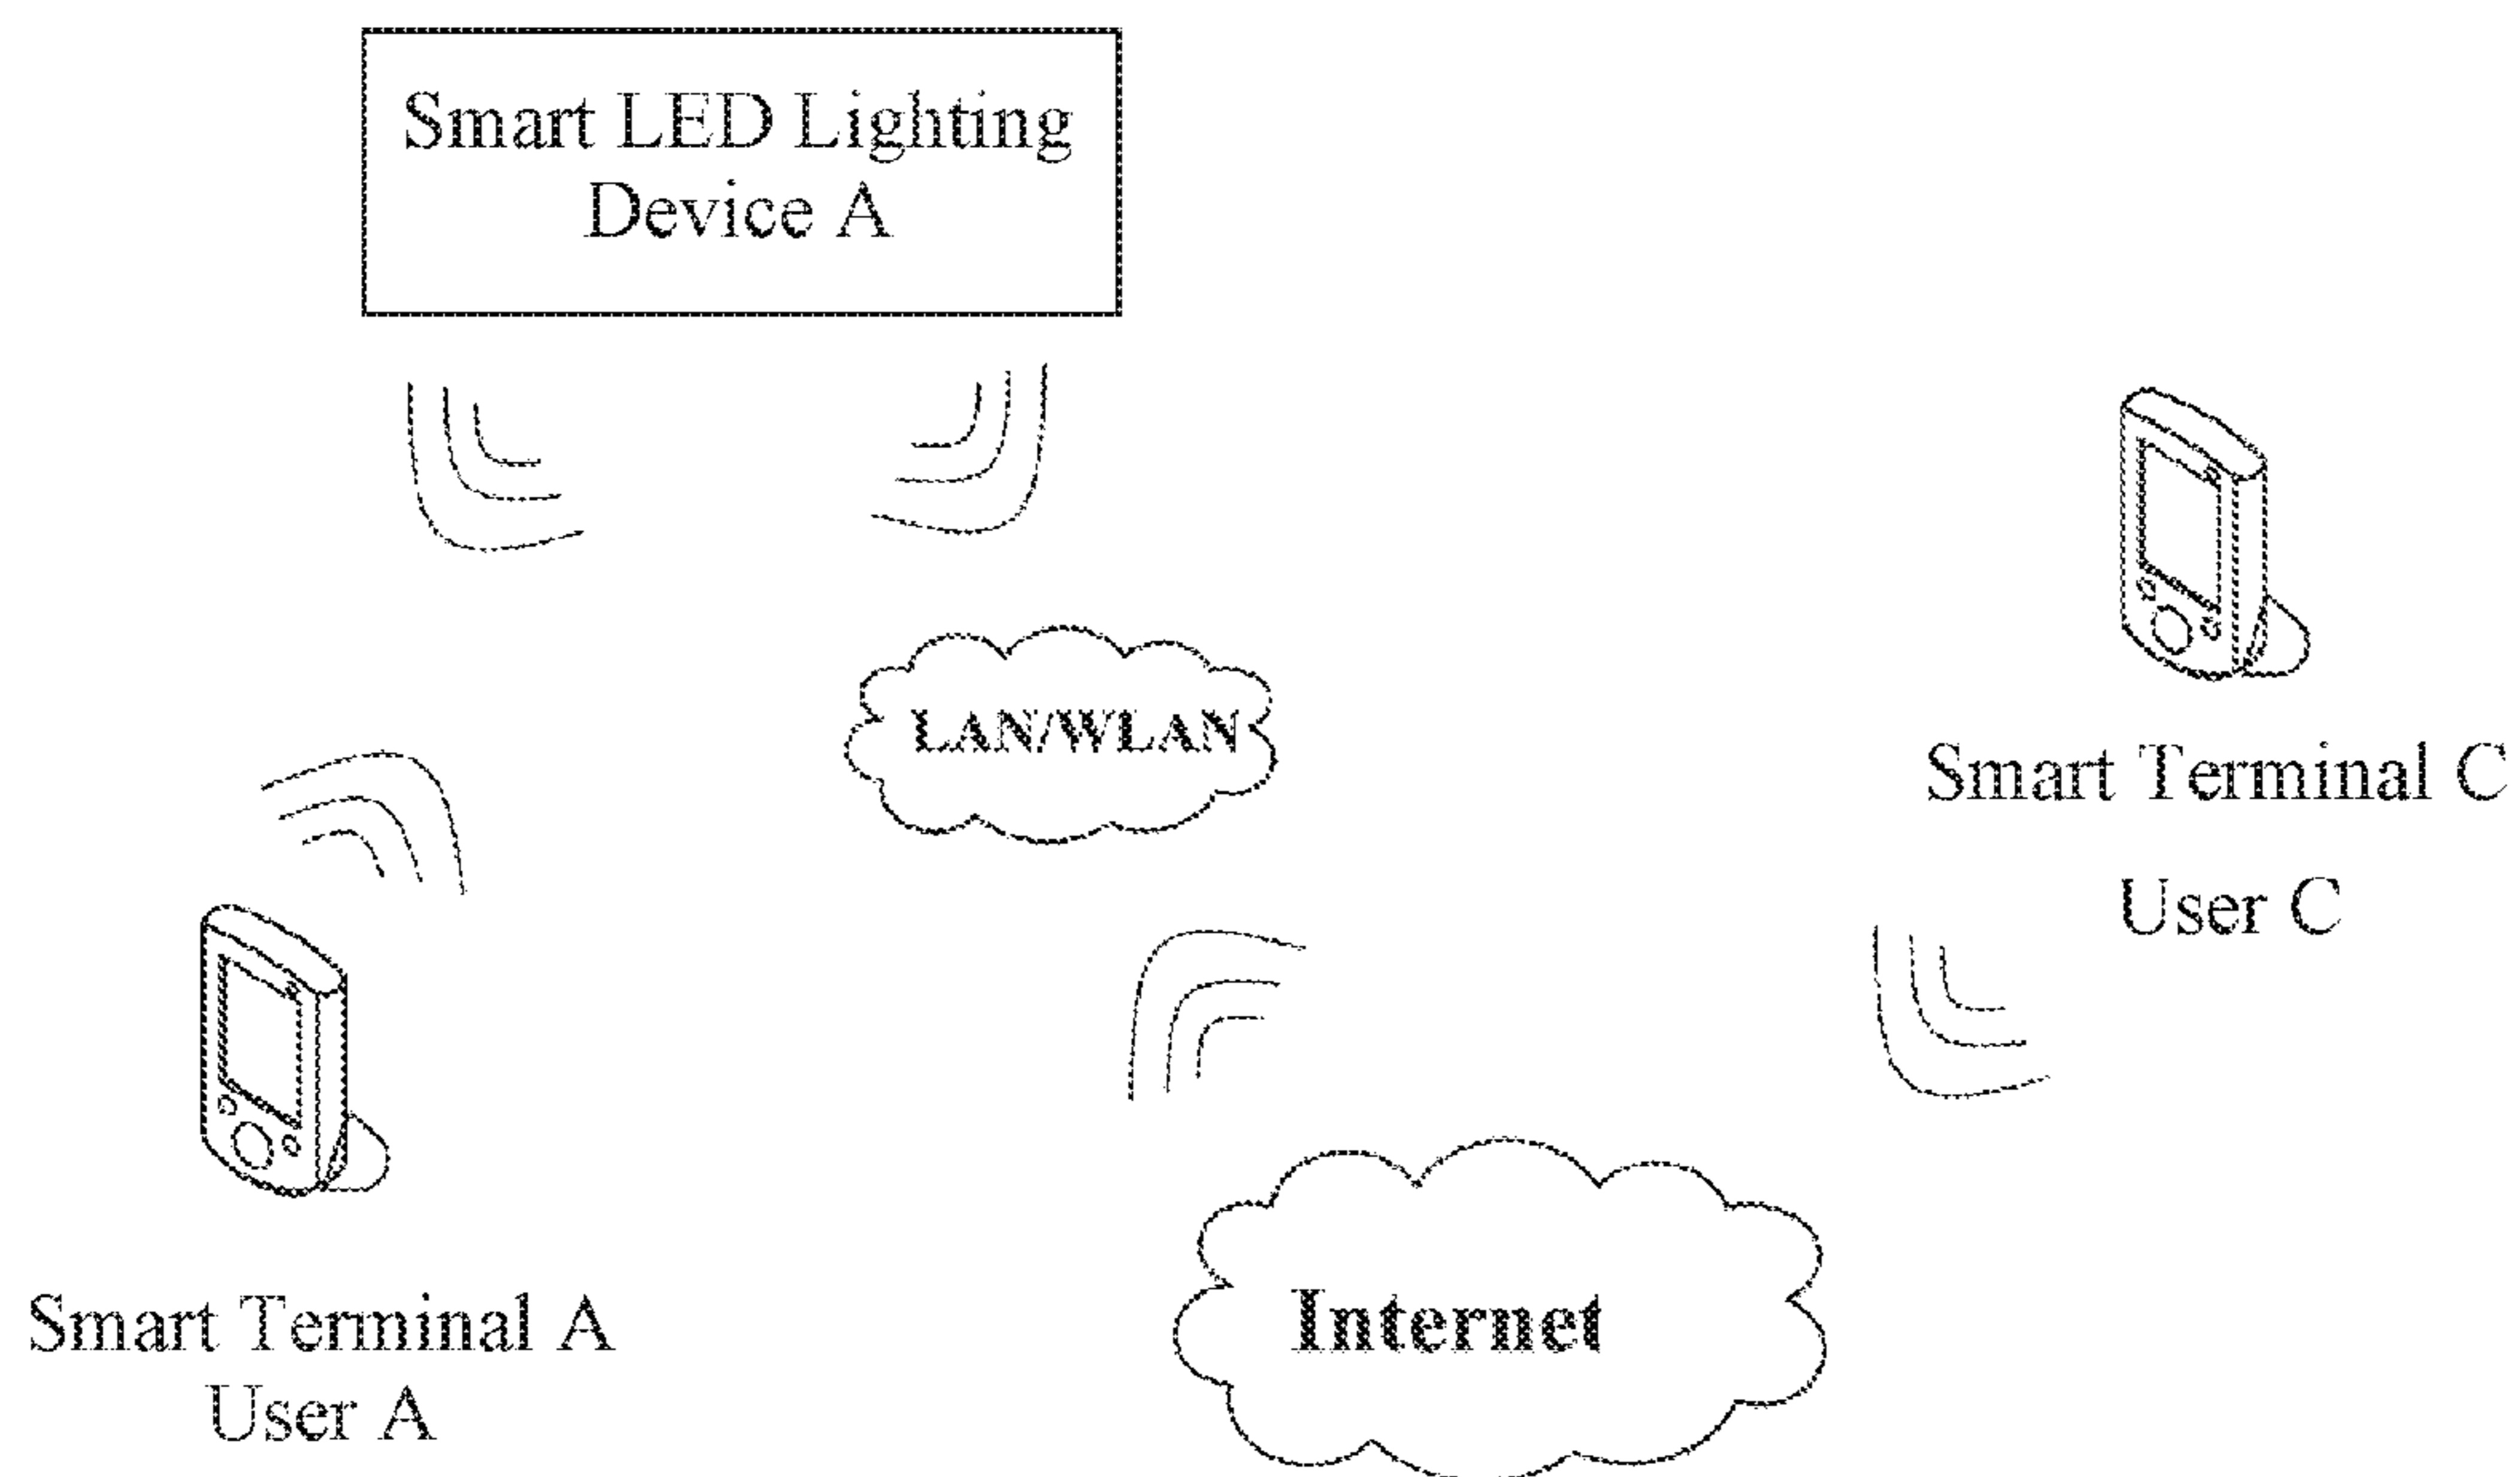 Smart LED Lighting
Device A
LAN/WLAN
Smart Terminal C
User C
Smart Terminal A
User A
Internet